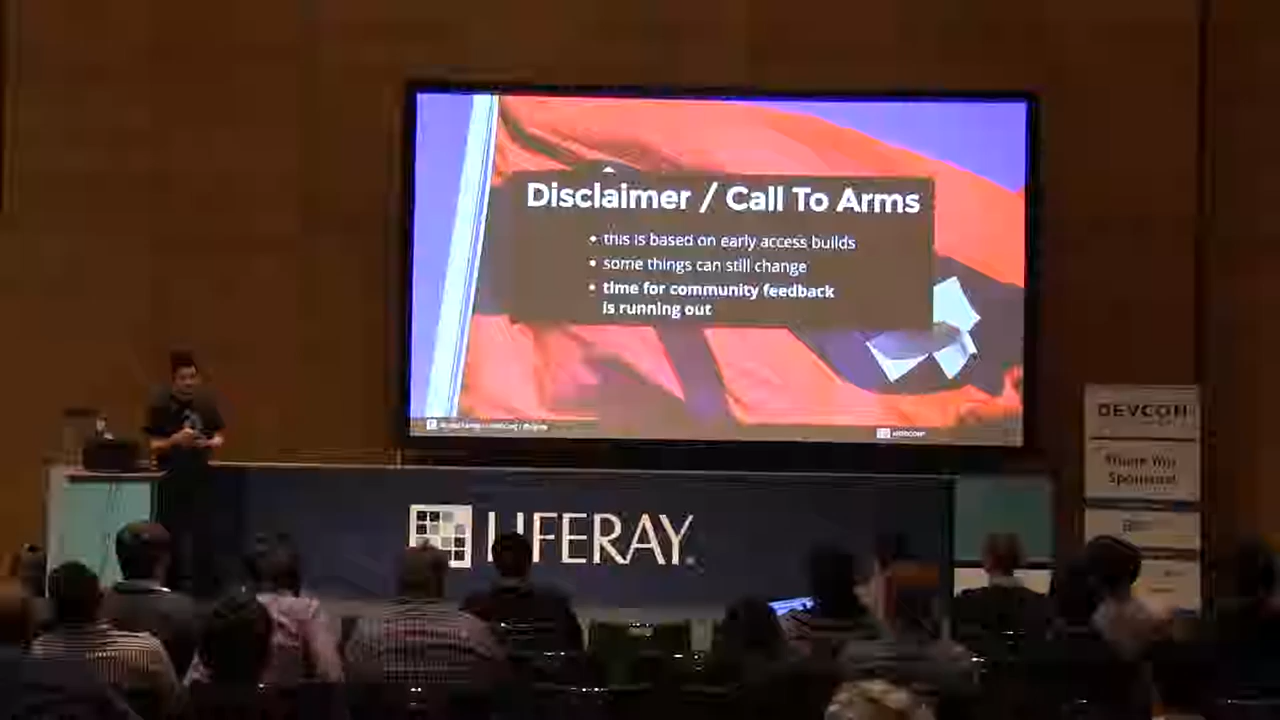 Disclaimer / Call To Arms
• this is based on early access builds
• some things can still change
• time for community feedback
is running out
LIFERAY
DEVCON
Thank You
Sponsors!